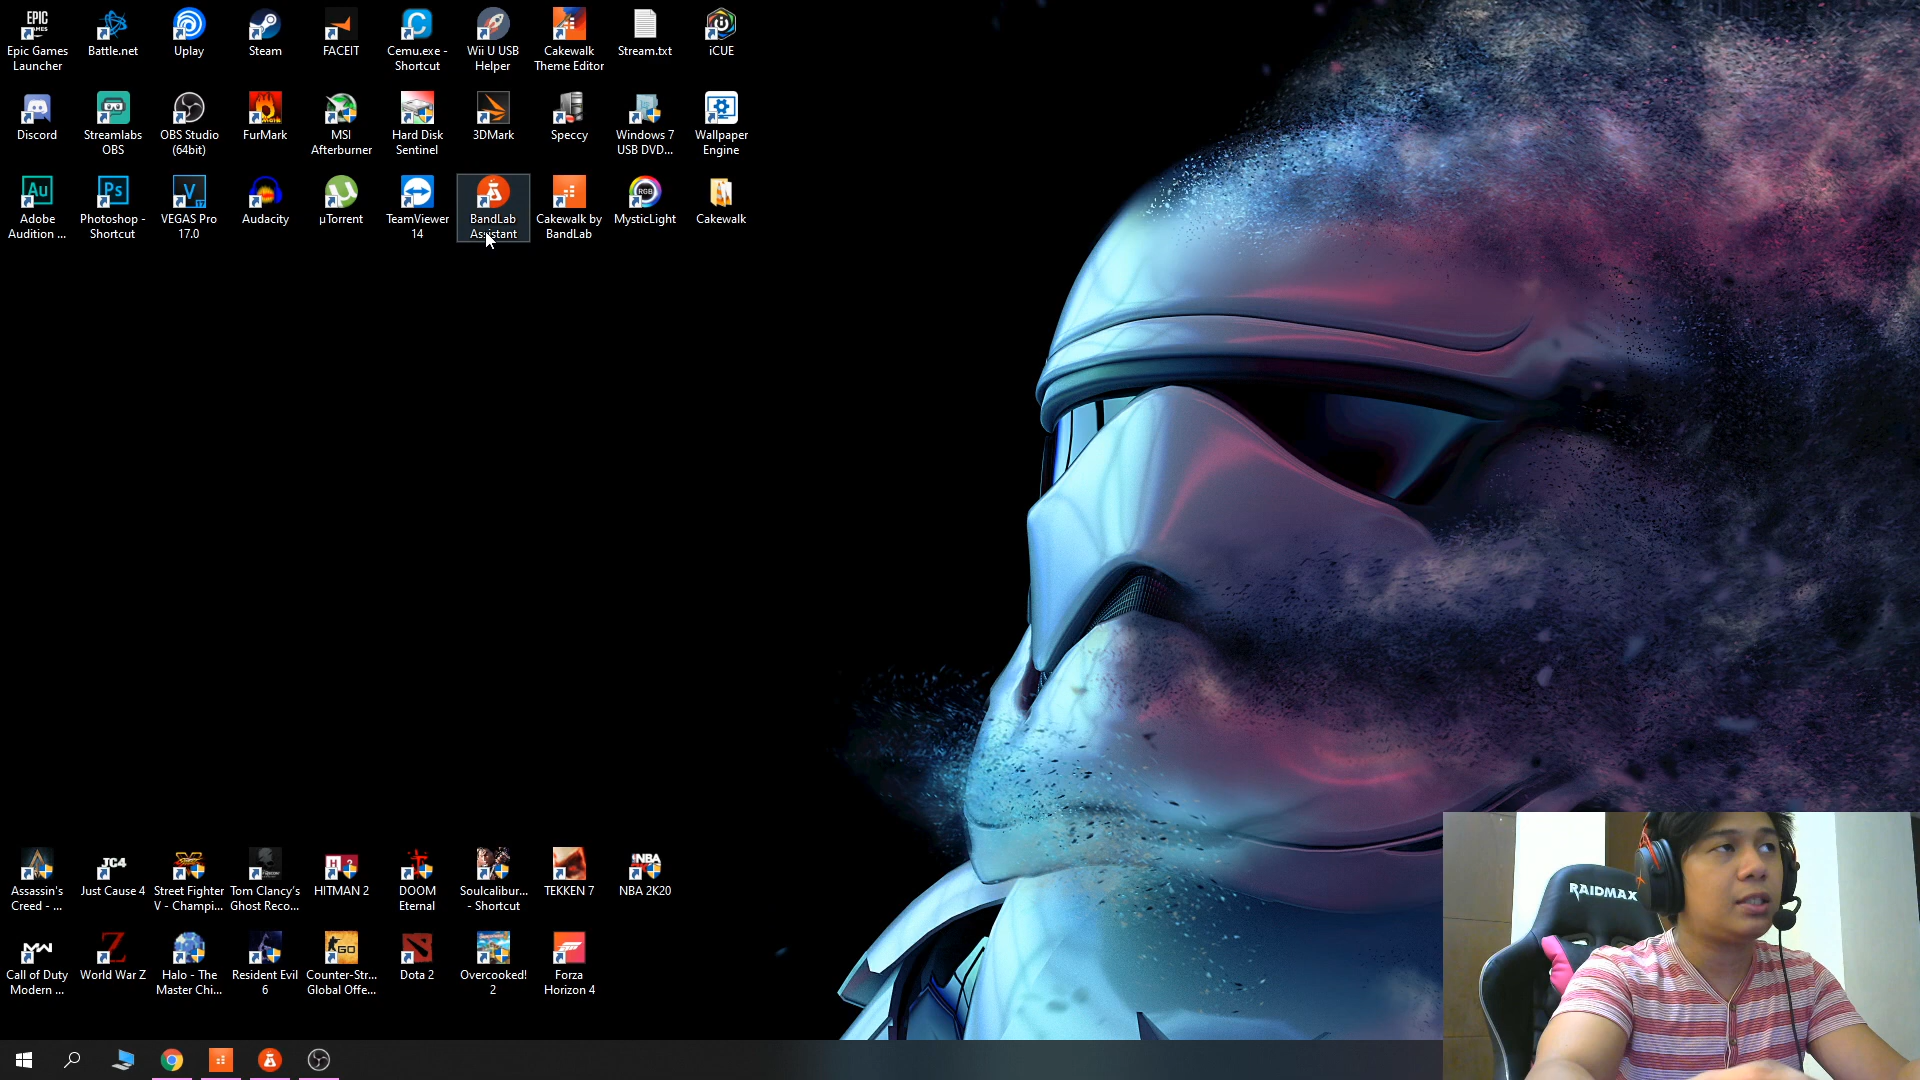 EPIC
GAMES
Epic Games
Launcher
Battle.net
Uplay
Steam
FACEIT
Cemu.exe -
Shortcut
Wii U USB
Helper
Cakewalk
Theme Editor
Stream.txt
iCUE
Discord
Streamlabs
OBS
OBS Studio
(64bit)
FurMark
MSI
Afterburner
Hard Disk
Sentinel
3DMark
Speccy
Windows 7
USB DVD...
Wallpaper
Engine
Au
Adobe
Audition ...
Ps
Photoshop -
Shortcut
V
17
VEGAS Pro
17.0
Audacity
µTorrent
TeamViewer
14
BandLab
Assistant
Cakewalk by
BandLab
RGB
MysticLight
Cakewalk
Assassin's
Creed - ...
JC4
Just Cause 4
Street Fighter
V - Champi...
Tom Clancy's
Ghost Reco...
H 2
HITMAN 2
DOOM
Eternal
Soulcalibur...
- Shortcut
TEKKEN 7
NBA
NBA 2K20
MW
Call of Duty
Modern ...
Z
World War Z
Halo - The
Master Chi...
Resident Evil
6
GO
Counter-Str...
Global Offe...
Dota 2
Overcooked!
2
Forza
Horizon 4
RAIDMAX